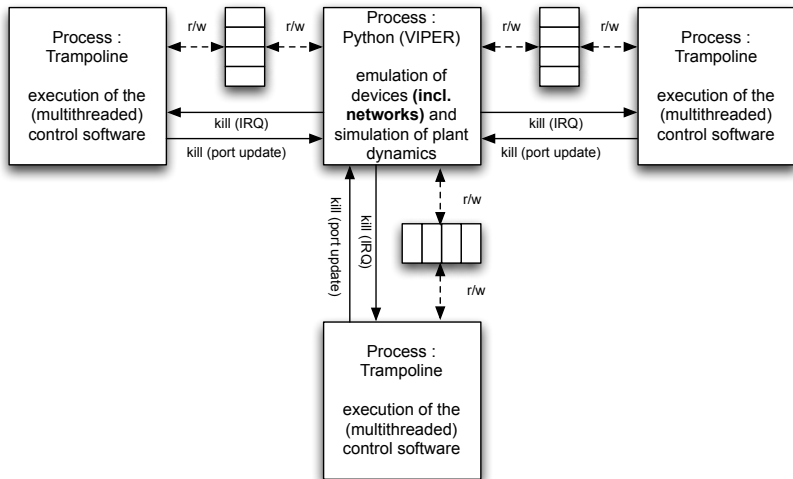 Process :
Trampoline
execution of the
(multithreaded)
control software
r/w
r/w
kill (IRQ)
kill (port update)
Process :
Python (VIPER)
emulation of
devices (incl.
networks) and
simulation of plant
dynamics
r/w
r/w
kill (IRQ)
kill (port update)
Process :
Trampoline
execution of the
(multithreaded)
control software
kill (port update)
kill (IRQ)
r/w
r/w
Process :
Trampoline
execution of the
(multithreaded)
control software